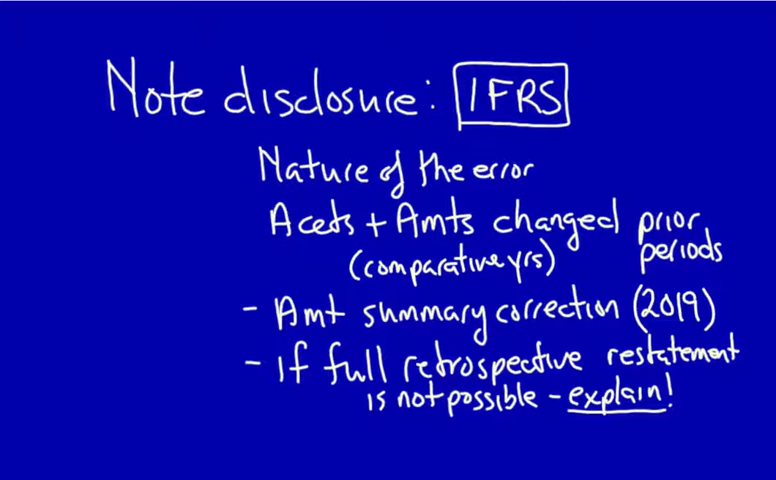 Note disclosure: IFRS
Nature of the error
Accts + Amts changed prior periods
(comparative yrs)
- Amt summary correction (2019)
- If full retrospective restatement
is not possible - explain!